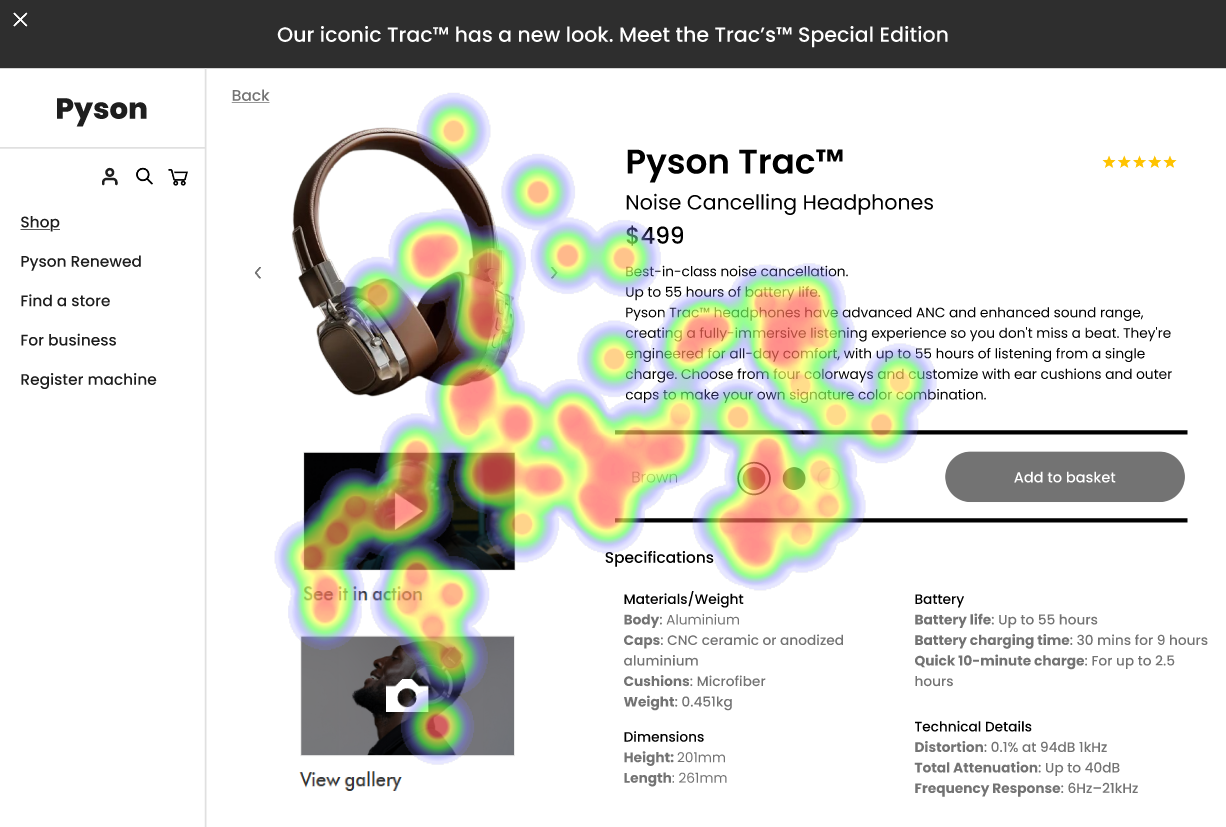 Our iconic Trac™ has a new look. Meet the Trac's™ Special Edition
Pyson
Shop
Pyson Renewed
Find a store
For business
Register machine
Back
Pyson Trac™
Noise Cancelling Headphones
$499
Best-in-class noise cancellation.
Up to 55 hours of battery life.
Pyson Trac™ headphones have advanced ANC and enhanced sound range,
creating a fully-immersive listening experience so you don't miss a beat. They're
engineered for all-day comfort, with up to 55 hours of listening from a single
charge. Choose from four colorways and customize with ear cushions and outer
caps to make your own signature color combination.
Brown
Add to basket
See it in action
View gallery
Specifications
Materials/Weight
Body: Aluminium
Caps: CNC ceramic or anodized
aluminium
Cushions: Microfiber
Weight: 0.451kg
Dimensions
Height: 201mm
Length: 261mm
Battery
Battery life: Up to 55 hours
Battery charging time: 30 mins for 9 hours
Quick 10-minute charge: For up to 2.5
hours
Technical Details
Distortion: 0.1% at 94dB 1kHz
Total Attenuation: Up to 40dB
Frequency Response: 6Hz–21kHz